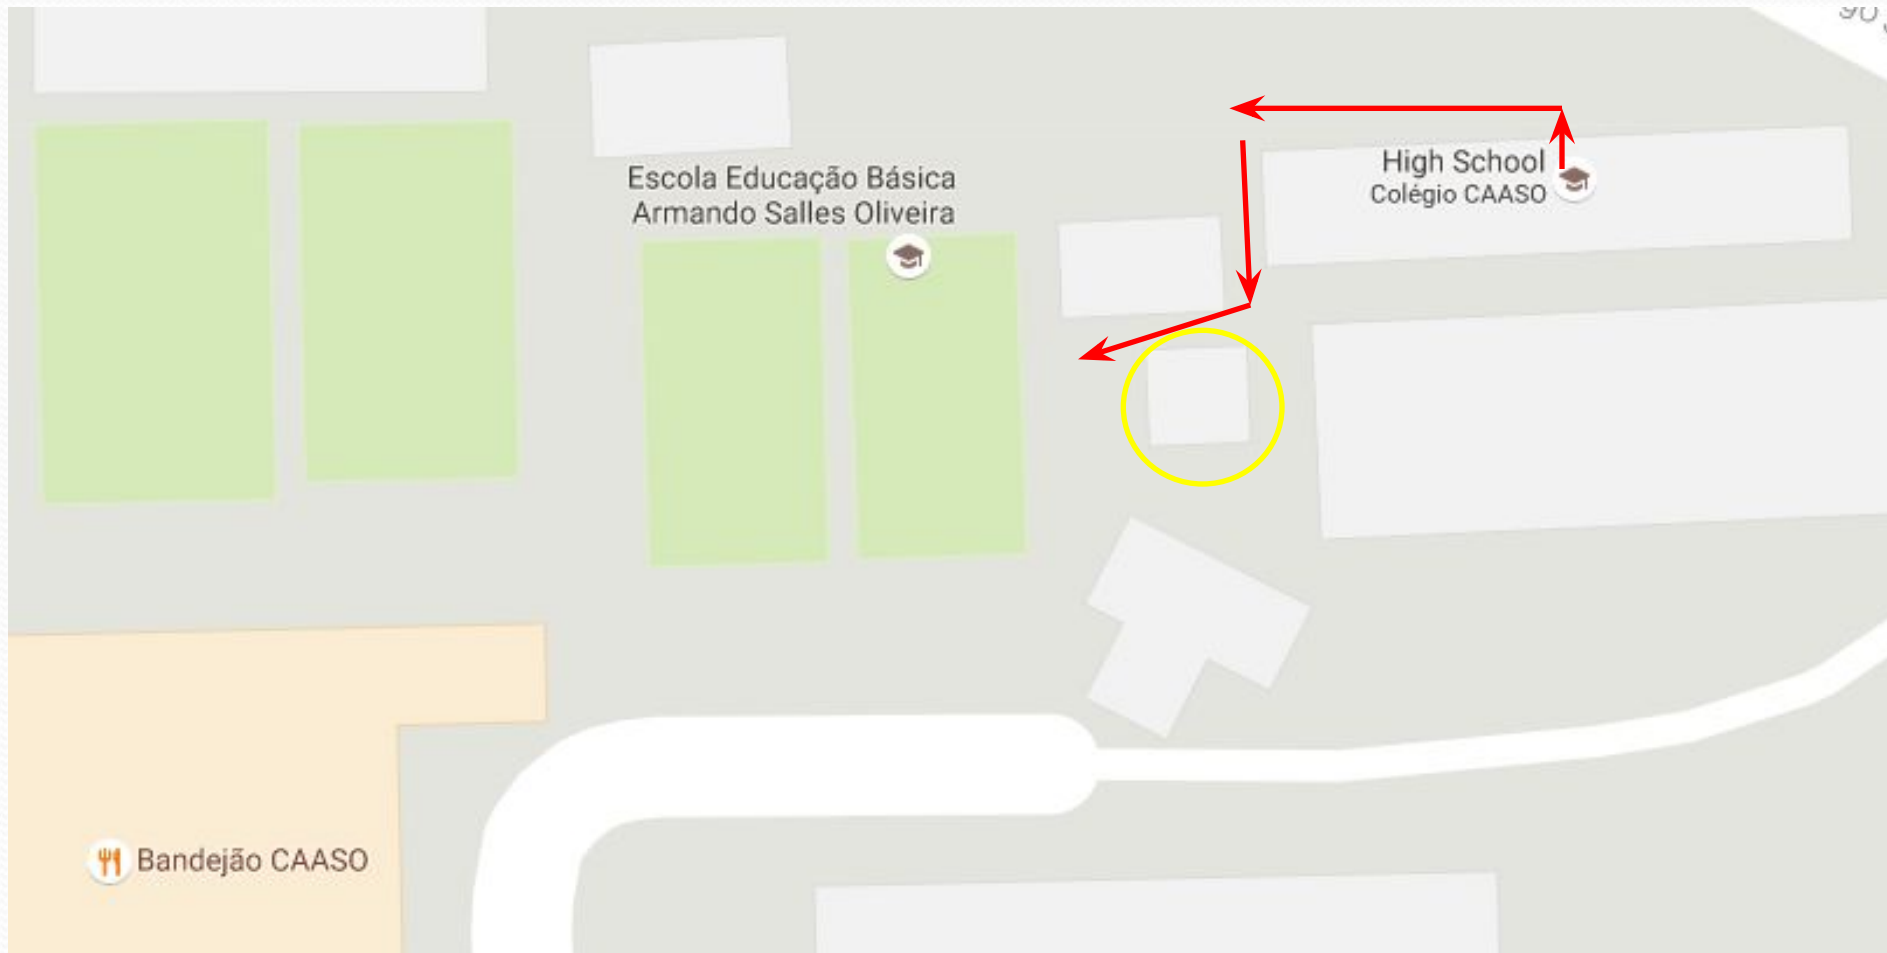 Escola Educação Básica
Armando Salles Oliveira
High School
Colégio CAASO
Bandejão CAASO